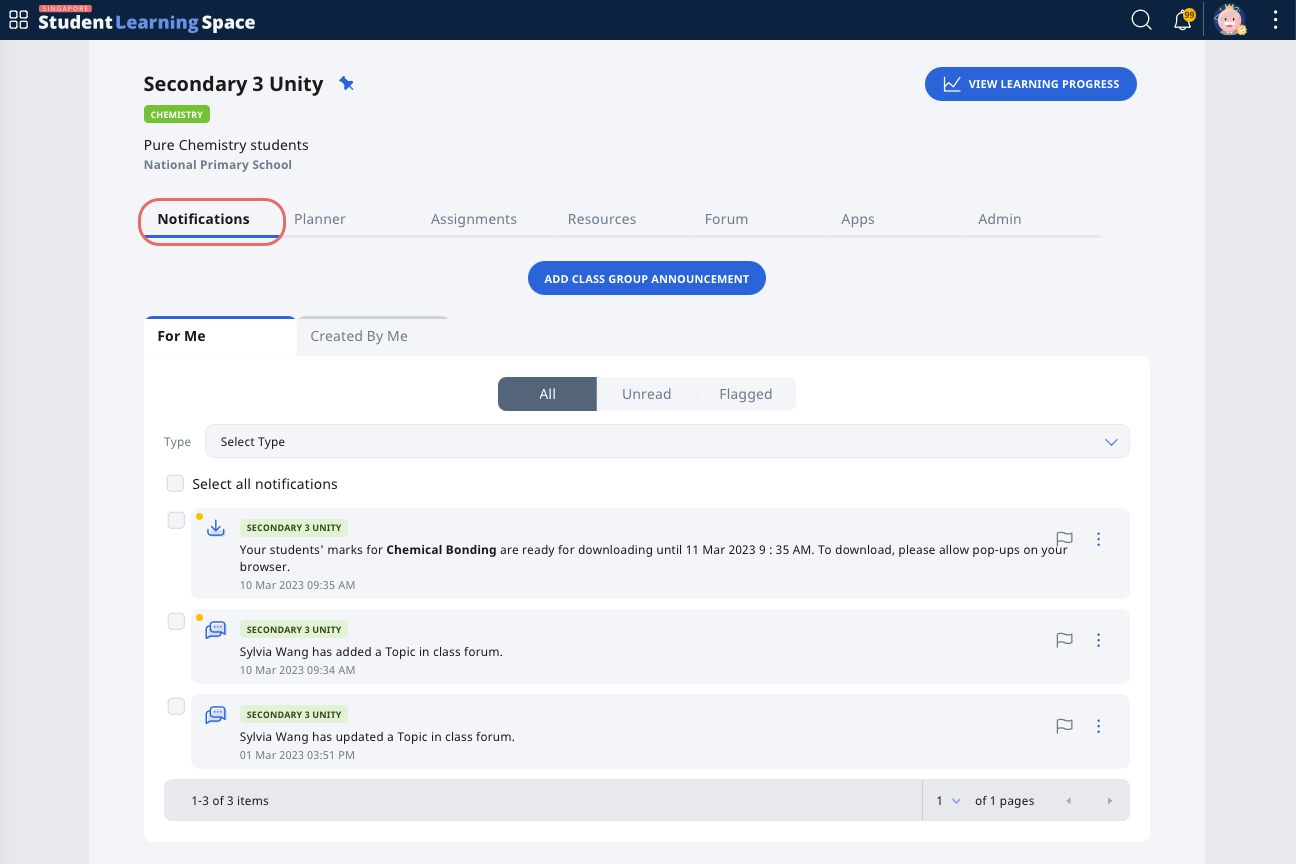 SINGAPORE
StudentLearningSpace
99
Secondary 3 Unity
VIEW LEARNING PROGRESS
CHEMISTRY
Pure Chemistry students
National Primary School
Notifications Planner Assignments Resources Forum Apps Admin
ADD CLASS GROUP ANNOUNCEMENT
For Me Created By Me
All Unread Flagged
Type Select Type
Select all notifications
SECONDARY 3 UNITY
Your students' marks for Chemical Bonding are ready for downloading until 11 Mar 2023 9 : 35 AM. To download, please allow pop-ups on your
browser.
10 Mar 2023 09:35 AM
SECONDARY 3 UNITY
Sylvia Wang has added a Topic in class forum.
10 Mar 2023 09:34 AM
SECONDARY 3 UNITY
Sylvia Wang has updated a Topic in class forum.
01 Mar 2023 03:51 PM
1-3 of 3 items 1 of 1 pages